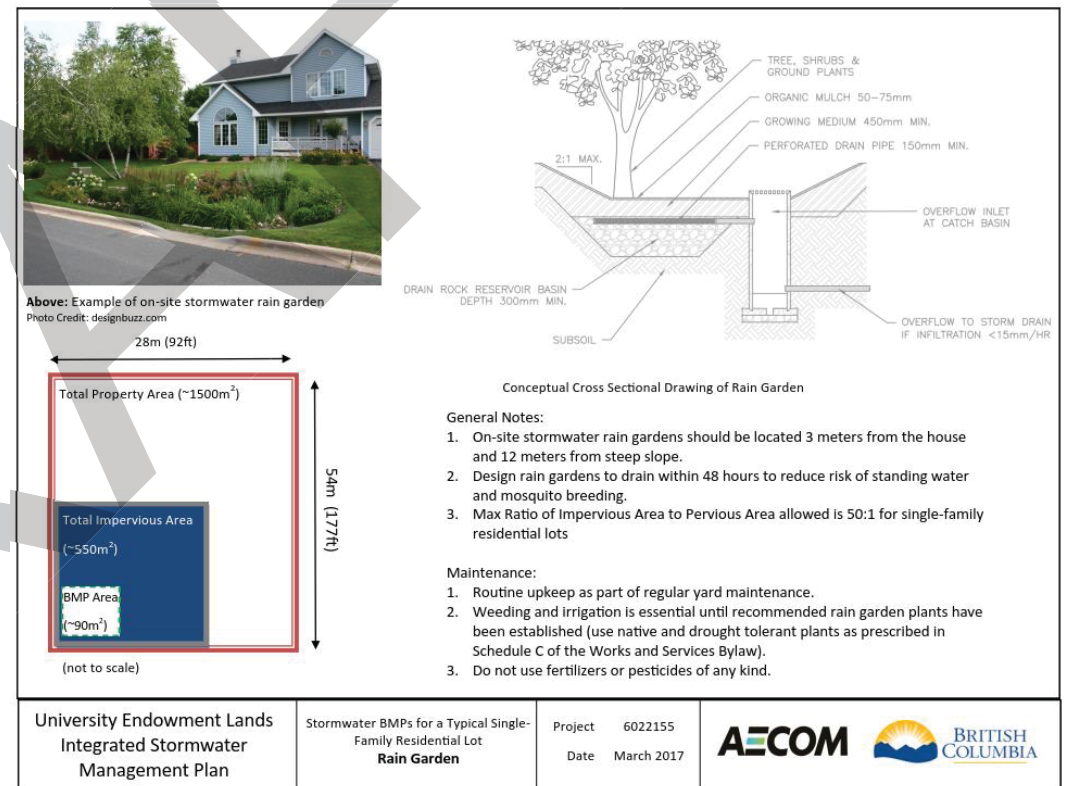 TREE, SHRUBS &
GROUND PLANTS
ORGANIC MULCH 50-75mm
GROWING MEDIUM 450mm MIN.
PERFORATED DRAIN PIPE 150mm MIN.
2:1 MAX.
OVERFLOW INLET
AT CATCH BASIN
DRAIN ROCK RESERVOIR BASIN
DEPTH 300mm MIN.
OVERFLOW TO STORM DRAIN
IF INFILTRATION <15mm/HR
SUBSOIL
Above: Example of on-site stormwater rain garden
Photo Credit: designbuzz.com
28m (92ft)
Total Property Area (~1500m²)
54m (177ft)
Total Impervious Area
(~550m²)
BMP Area
(~90m²)
(not to scale)
Conceptual Cross Sectional Drawing of Rain Garden
General Notes:
1. On-site stormwater rain gardens should be located 3 meters from the house
and 12 meters from steep slope.
2. Design rain gardens to drain within 48 hours to reduce risk of standing water
and mosquito breeding.
3. Max Ratio of Impervious Area to Pervious Area allowed is 50:1 for single-family
residential lots
Maintenance:
1. Routine upkeep as part of regular yard maintenance.
2. Weeding and irrigation is essential until recommended rain garden plants have
been established (use native and drought tolerant plants as prescribed in
Schedule C of the Works and Services Bylaw).
3. Do not use fertilizers or pesticides of any kind.
University Endowment Lands
Integrated Stormwater
Management Plan
Stormwater BMPs for a Typical Single-
Family Residential Lot
Rain Garden
Project 6022155
Date March 2017
AECOM
BRITISH
COLUMBIA